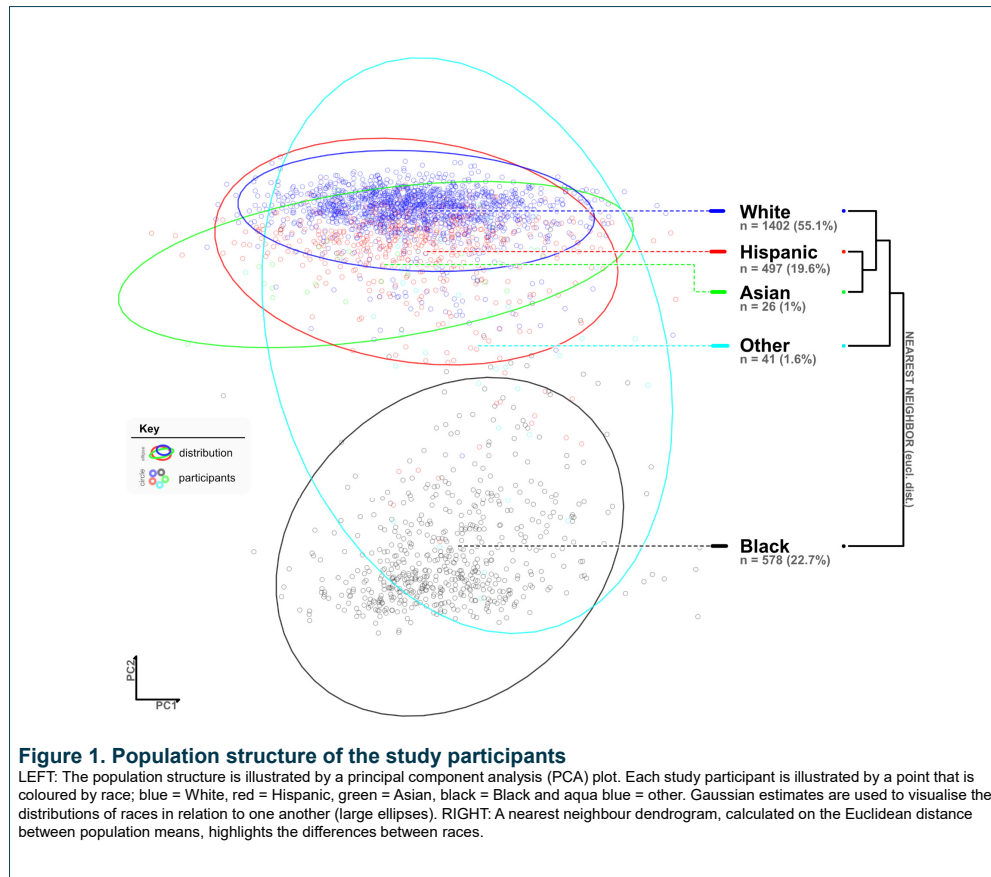 White
n = 1402 (55.1%)
Hispanic
n = 497 (19.6%)
Asian
n = 26 (1%)
Other
n = 41 (1.6%)
NEAREST NEIGHBOR (eucl. dist.)
Key
ellipse
distribution
circle
participants
Black
n = 578 (22.7%)
PC2
PC1
Figure 1. Population structure of the study participants
LEFT: The population structure is illustrated by a principal component analysis (PCA) plot. Each study participant is illustrated by a point that is
coloured by race; blue = White, red = Hispanic, green = Asian, black = Black and aqua blue = other. Gaussian estimates are used to visualise the
distributions of races in relation to one another (large ellipses). RIGHT: A nearest neighbour dendrogram, calculated on the Euclidean distance
between population means, highlights the differences between races.